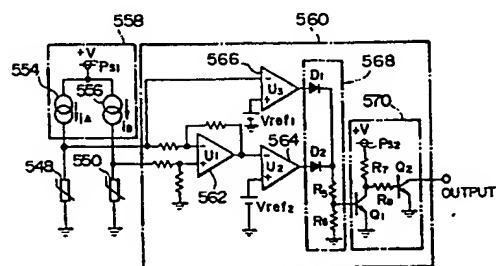 558
560
+V
PS1
554
556
iA
iB
566
U3
D1
568
Vref1
570
+V
PS2
548
550
U1
562
564
U2
D2
R5
R6
R7
R8
Q1
Q2
OUTPUT
Vref2